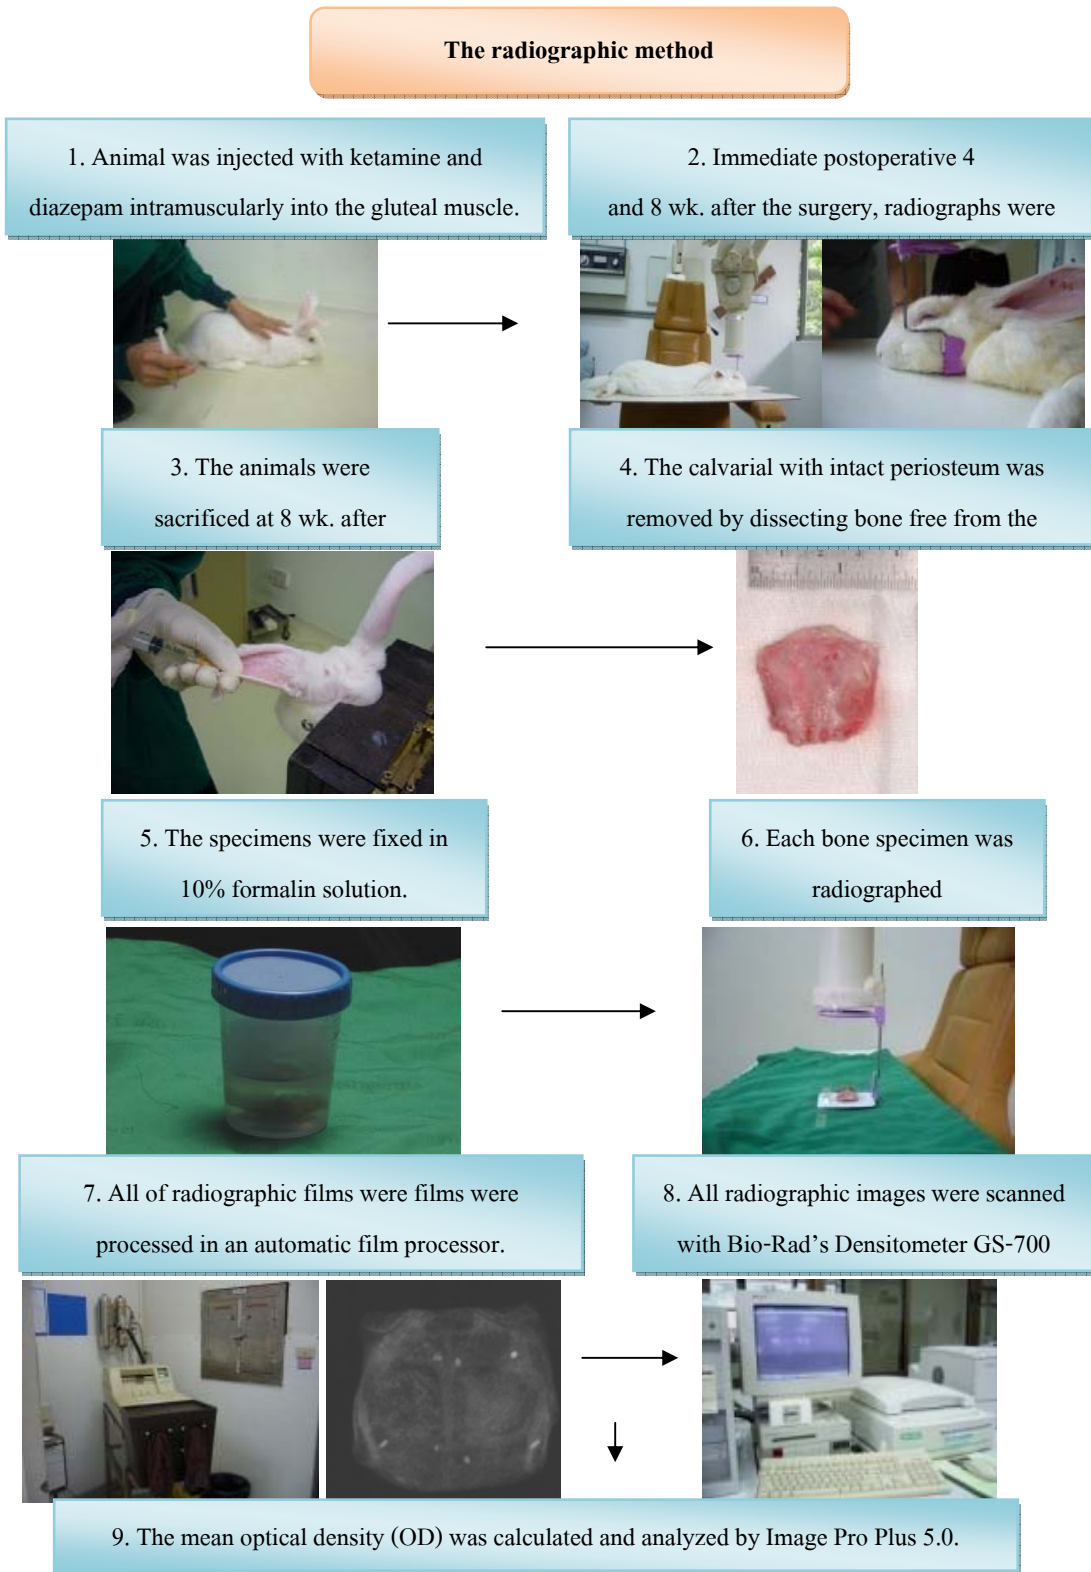 The radiographic method
1. Animal was injected with ketamine and
diazepam intramuscularly into the gluteal muscle.
2. Immediate postoperative 4
and 8 wk. after the surgery, radiographs were
3. The animals were
sacrificed at 8 wk. after
4. The calvarial with intact periosteum was
removed by dissecting bone free from the
5. The specimens were fixed in
10% formalin solution.
6. Each bone specimen was
radiographed
7. All of radiographic films were films were
processed in an automatic film processor.
8. All radiographic images were scanned
with Bio-Rad’s Densitometer GS-700
9. The mean optical density (OD) was calculated and analyzed by Image Pro Plus 5.0.